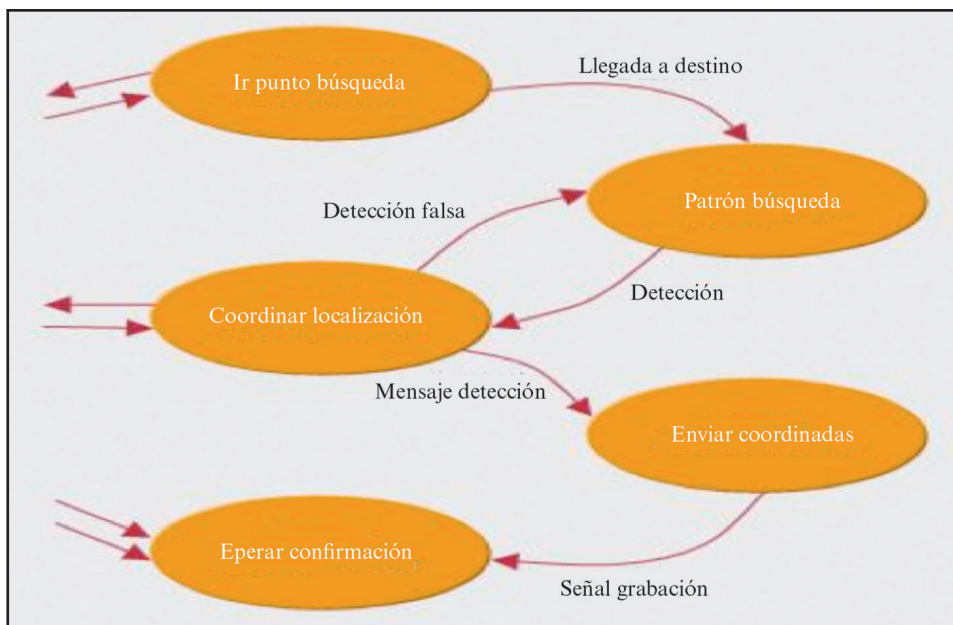 Ir punto búsqueda
Llegada a destino
Patrón búsqueda
Detección falsa
Detección
Coordinar localización
Mensaje detección
Enviar coordinadas
Eperar confirmación
Señal grabación